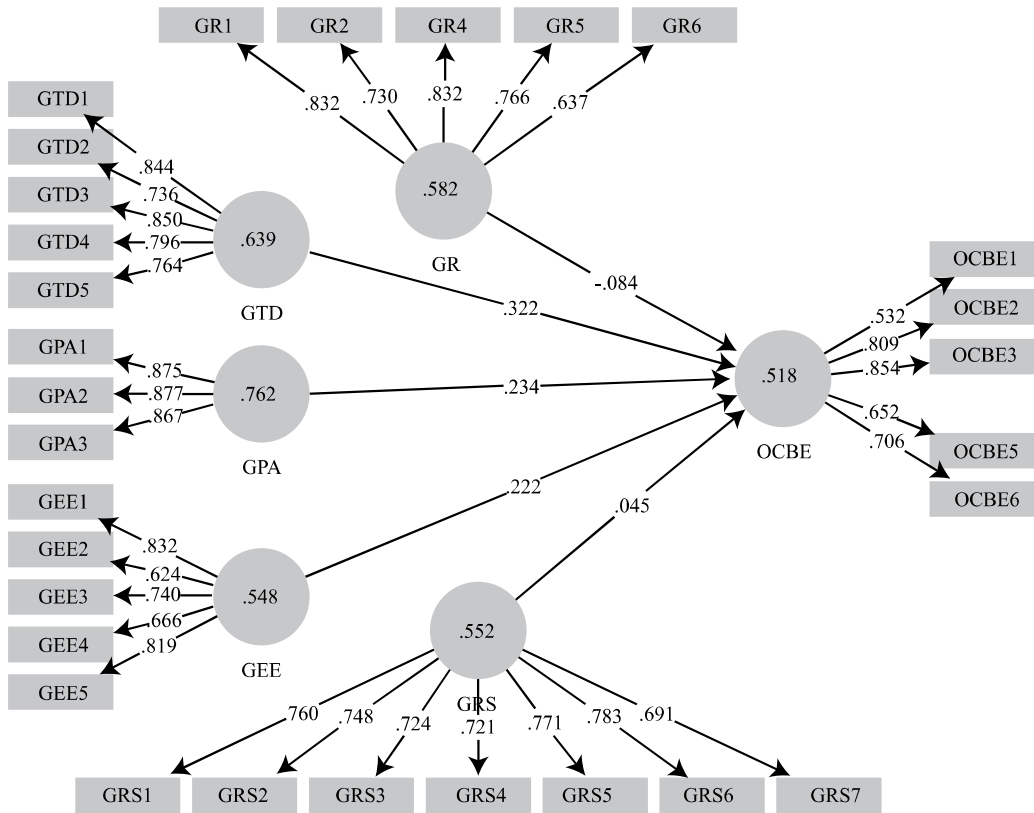 GR1 GR2 GR4 GR5 GR6
.832 .730 .832 .766 .637
.582
GR
GTD1
GTD2
GTD3
GTD4
GTD5
.844
.736
.850
.796
.764
.639
GTD
-.084
.322
GPA1
GPA2
GPA3
.875
.877
.867
.762
GPA
.234
OCBE1
OCBE2
OCBE3
OCBE5
OCBE6
.532
.809
.854
.652
.706
.518
OCBE
GEE1
GEE2
GEE3
GEE4
GEE5
.832
.624
.740
.666
.819
.548
GEE
.222
.045
.552
GRS
760 .748 .724 .721 .771 .783 .691
GRS1 GRS2 GRS3 GRS4 GRS5 GRS6 GRS7